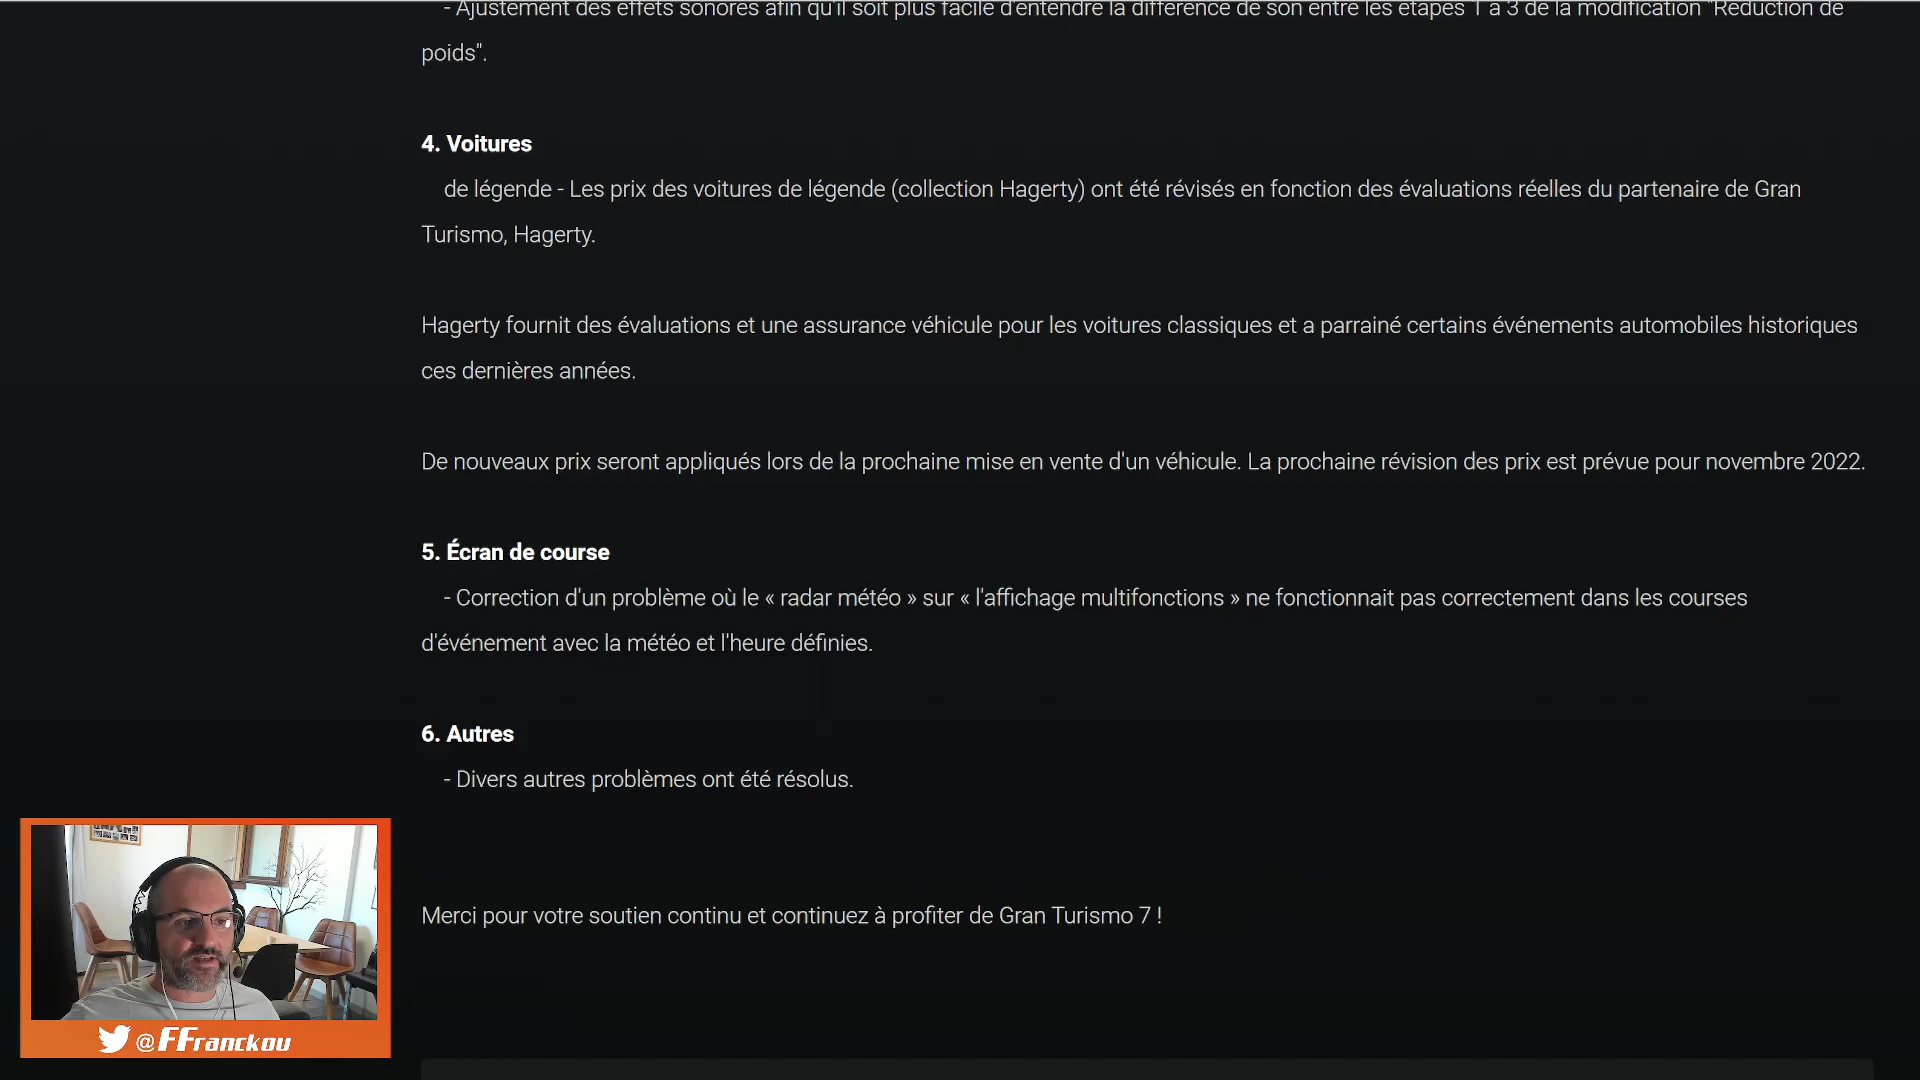 - Ajustement des effets sonores afin qu'il soit plus facile d'entendre la différence de son entre les étapes 1 à 3 de la modification "Réduction de
poids".
4. Voitures
de légende - Les prix des voitures de légende (collection Hagerty) ont été révisés en fonction des évaluations réelles du partenaire de Gran
Turismo, Hagerty.
Hagerty fournit des évaluations et une assurance véhicule pour les voitures classiques et a parrainé certains événements automobiles historiques
ces dernières années.
De nouveaux prix seront appliqués lors de la prochaine mise en vente d'un véhicule. La prochaine révision des prix est prévue pour novembre 2022.
5. Écran de course
- Correction d'un problème où le « radar météo » sur « l'affichage multifonctions » ne fonctionnait pas correctement dans les courses
d'événement avec la météo et l'heure définies.
6. Autres
- Divers autres problèmes ont été résolus.
Merci pour votre soutien continu et continuez à profiter de Gran Turismo 7 !
@FFranckou